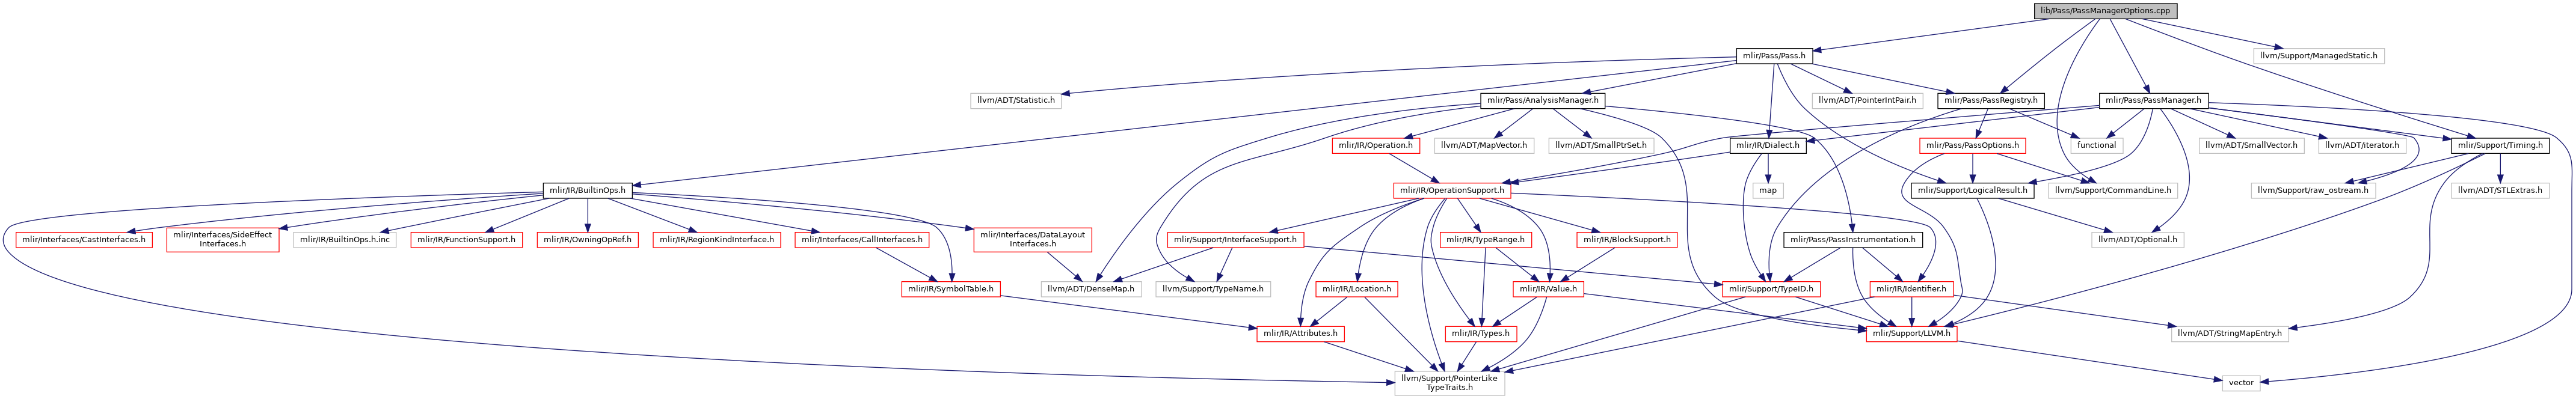 lib/Pass/PassManagerOptions.cpp
mlir/Pass/Pass.h
llvm/Support/ManagedStatic.h
llvm/ADT/Statistic.h
mlir/Pass/AnalysisManager.h
llvm/ADT/PointerIntPair.h
mlir/Pass/PassRegistry.h
mlir/Pass/PassManager.h
mlir/IR/Operation.h
llvm/ADT/MapVector.h
llvm/ADT/SmallPtrSet.h
mlir/IR/Dialect.h
mlir/Pass/PassOptions.h
functional
llvm/ADT/SmallVector.h
llvm/ADT/iterator.h
mlir/Support/Timing.h
mlir/IR/BuiltinOps.h
mlir/IR/OperationSupport.h
map
mlir/Support/LogicalResult.h
llvm/Support/CommandLine.h
llvm/Support/raw_ostream.h
llvm/ADT/STLExtras.h
mlir/Interfaces/CastInterfaces.h
mlir/Interfaces/SideEffect
Interfaces.h
mlir/IR/BuiltinOps.h.inc
mlir/IR/FunctionSupport.h
mlir/IR/OwningOpRef.h
mlir/IR/RegionKindInterface.h
mlir/Interfaces/CallInterfaces.h
mlir/Interfaces/DataLayout
Interfaces.h
mlir/Support/InterfaceSupport.h
mlir/IR/TypeRange.h
mlir/IR/BlockSupport.h
mlir/Pass/PassInstrumentation.h
llvm/ADT/Optional.h
mlir/IR/SymbolTable.h
llvm/ADT/DenseMap.h
llvm/Support/TypeName.h
mlir/IR/Location.h
mlir/IR/Value.h
mlir/Support/TypeID.h
mlir/IR/Identifier.h
mlir/IR/Attributes.h
mlir/IR/Types.h
mlir/Support/LLVM.h
llvm/ADT/StringMapEntry.h
llvm/Support/PointerLike
TypeTraits.h
vector